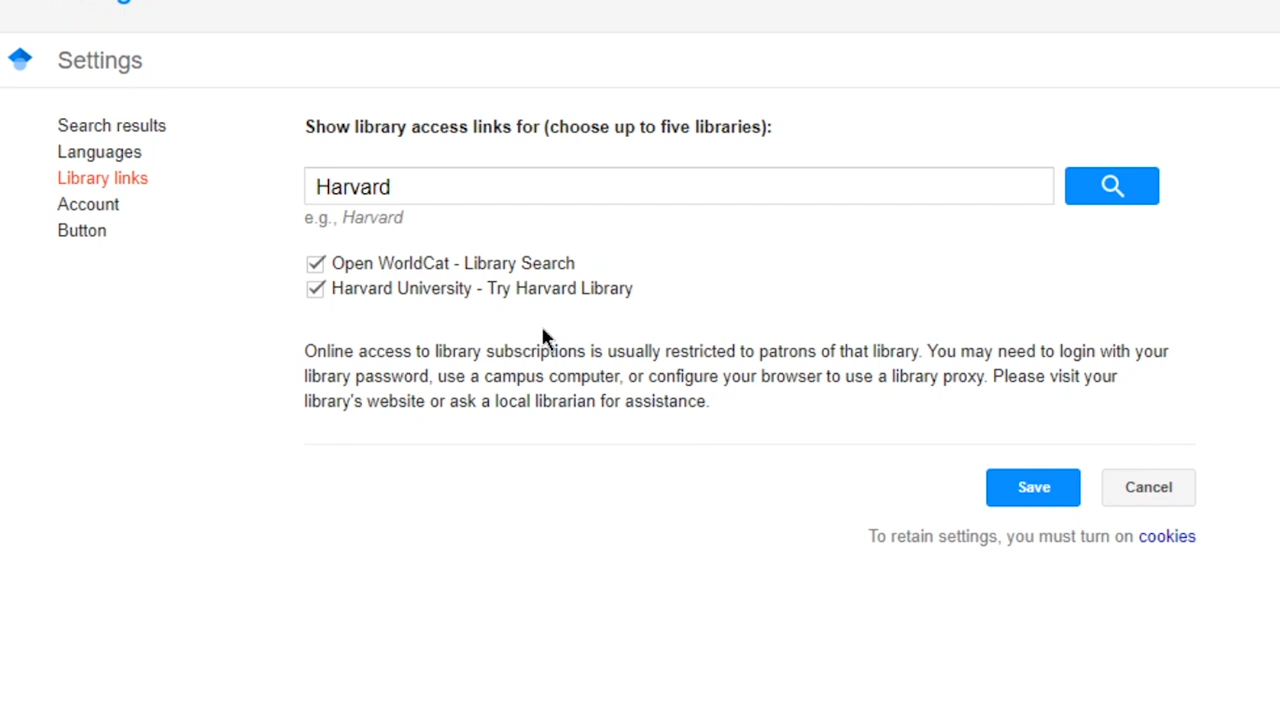 Settings
Search results
Languages
Library links
Account
Button
Show library access links for (choose up to five libraries):
Harvard
e.g., Harvard
Open WorldCat - Library Search
Harvard University - Try Harvard Library
Online access to library subscriptions is usually restricted to patrons of that library. You may need to login with your
library password, use a campus computer, or configure your browser to use a library proxy. Please visit your
library's website or ask a local librarian for assistance.
Save
Cancel
To retain settings, you must turn on cookies